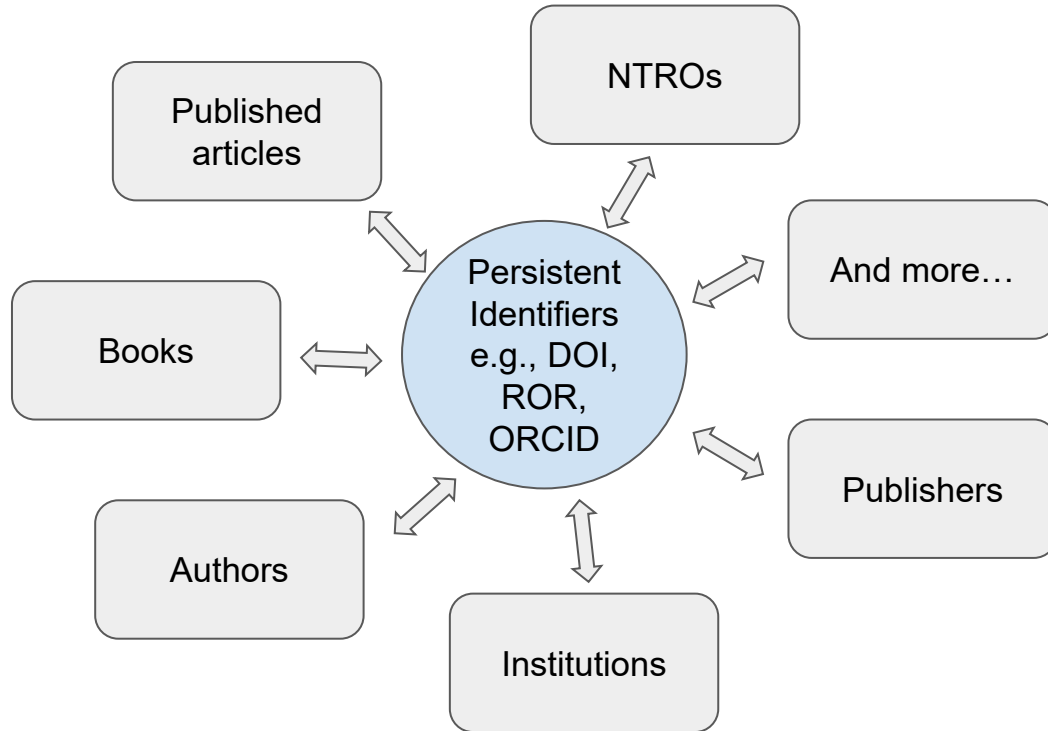 NTROs
Published
articles
And more…
Persistent
Identifiers
e.g., DOI,
ROR,
ORCID
Books
Publishers
Authors
Institutions